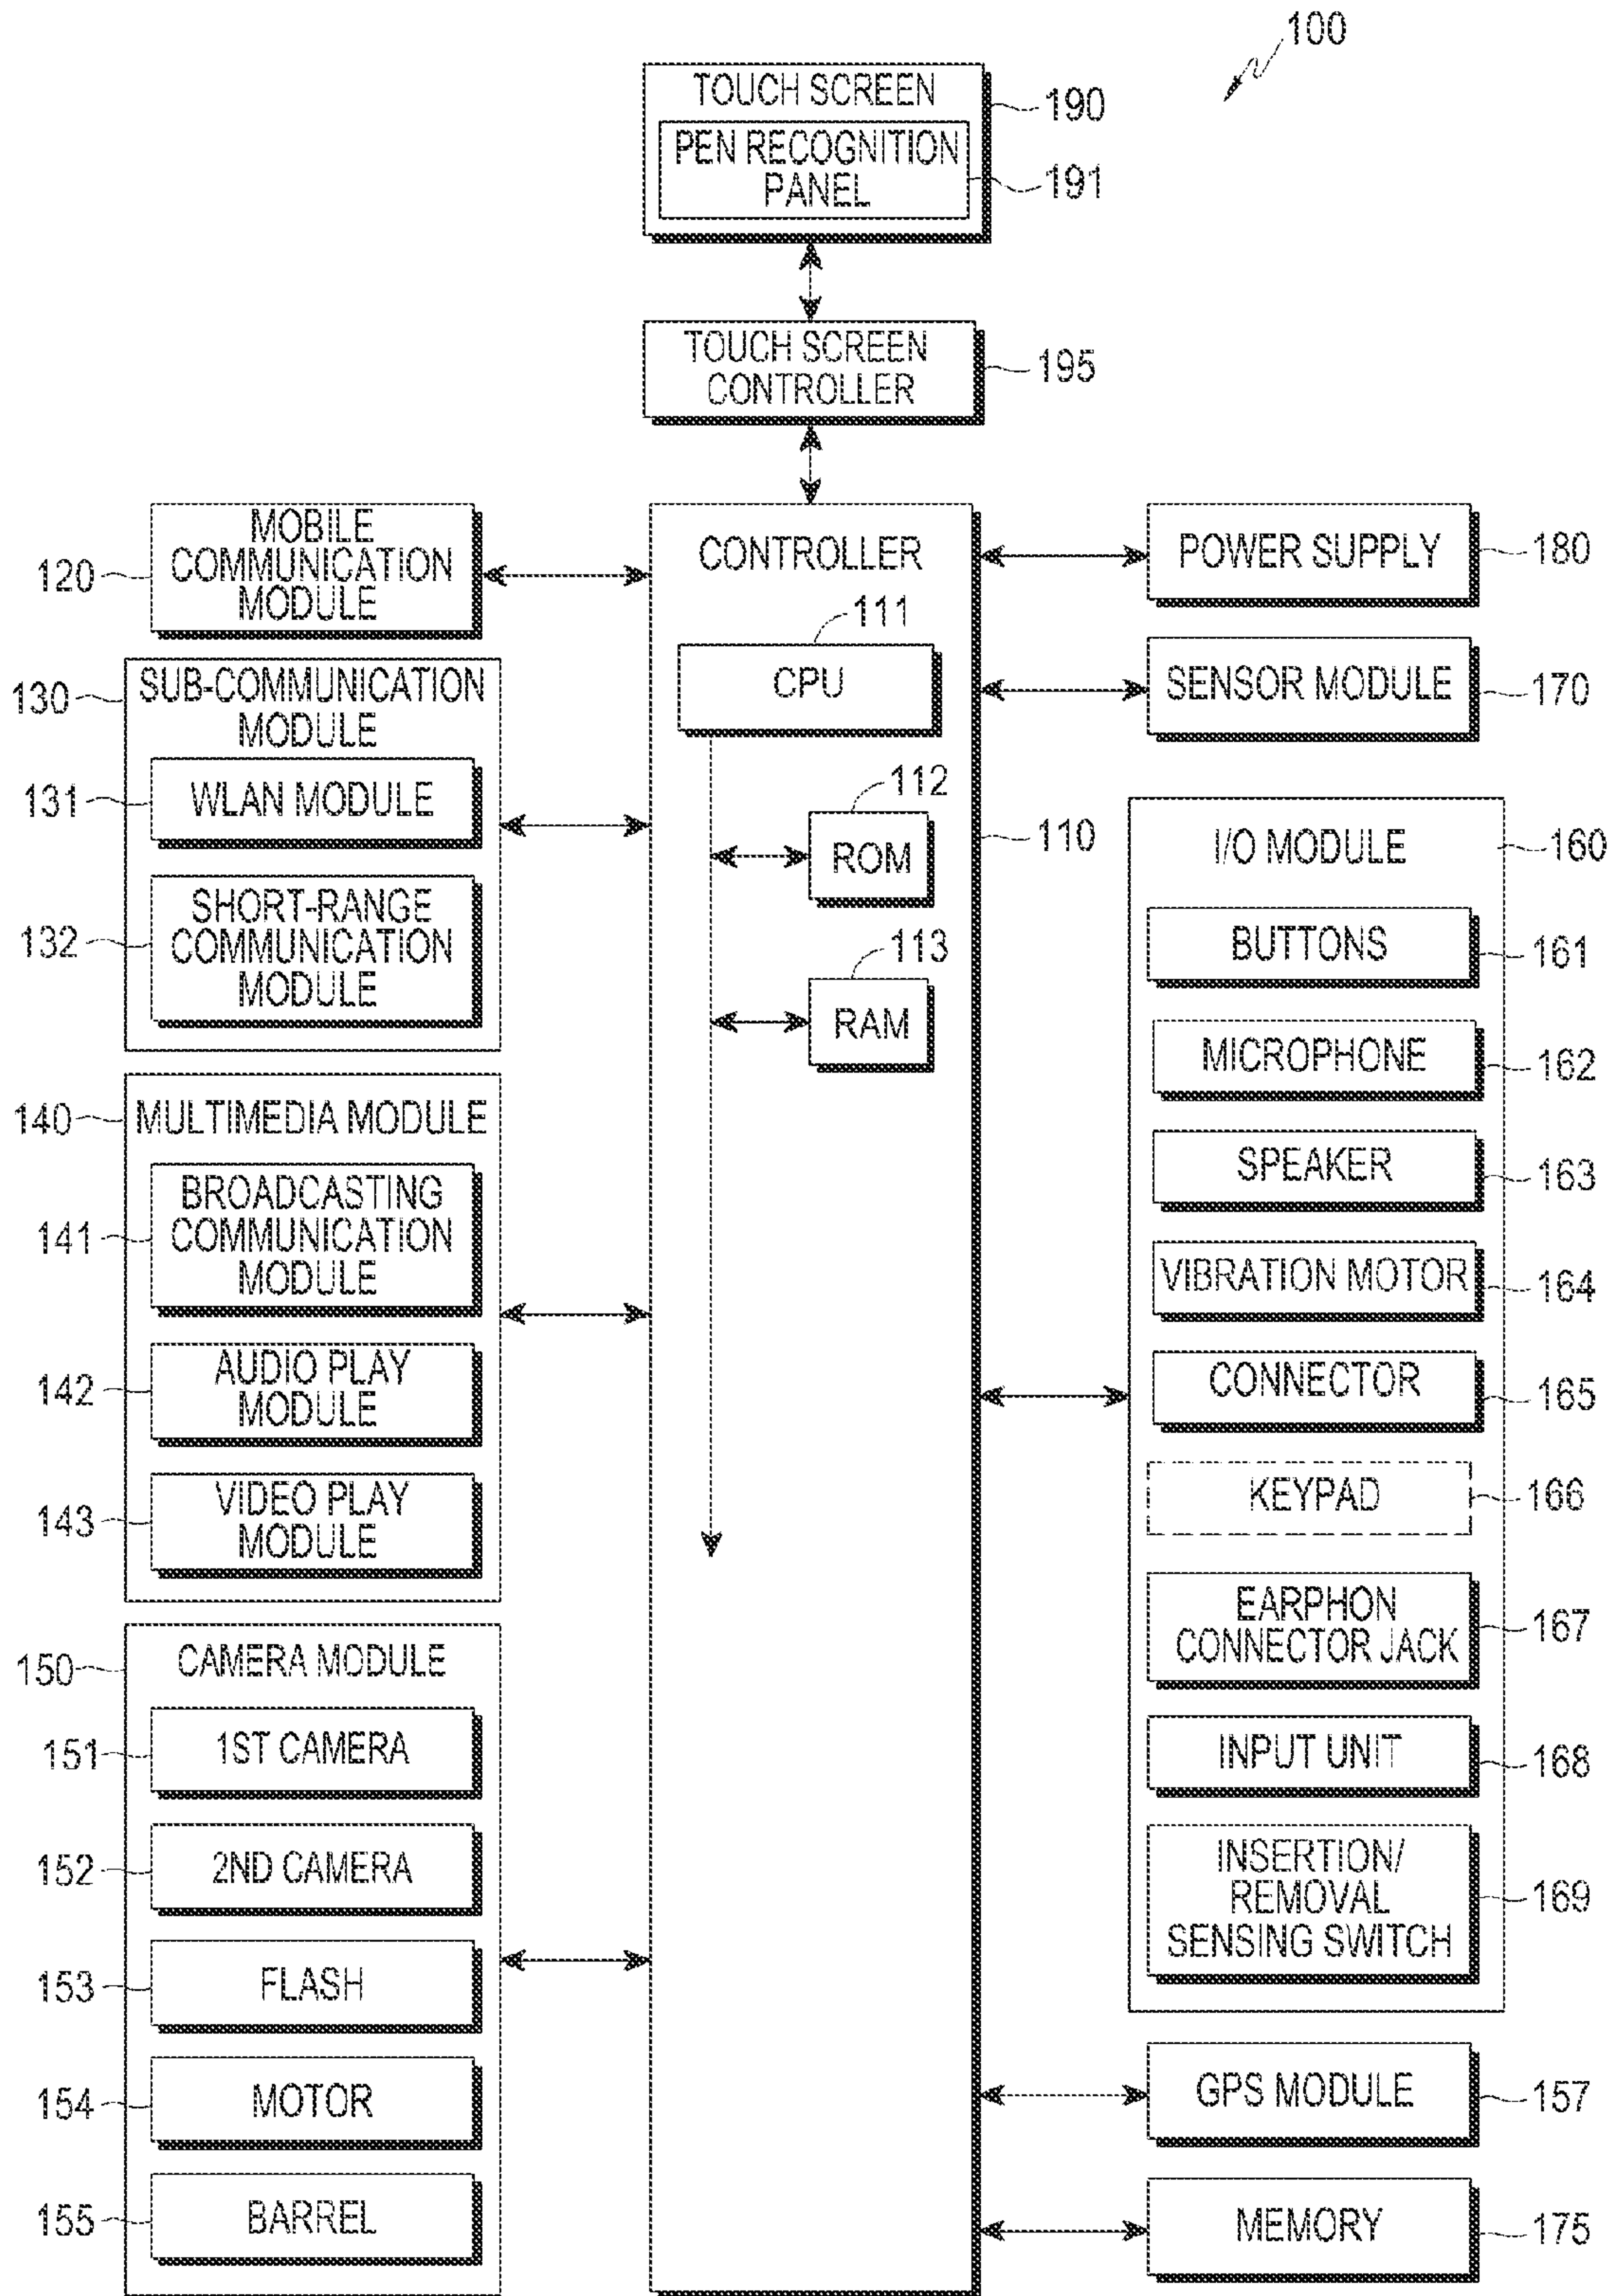 100
TOUCH SCREEN
190
PEN RECOGNITION
PANEL
191
TOUCH SCREEN
CONTROLLER
195
MOBILE
COMMUNICATION
MODULE
120
SUB-COMMUNICATION
MODULE
130
WLAN MODULE
131
SHORT-RANGE
COMMUNICATION
MODULE
132
MULTIMEDIA MODULE
140
BROADCASTING
COMMUNICATION
MODULE
141
AUDIO PLAY
MODULE
142
VIDEO PLAY
MODULE
143
CAMERA MODULE
150
1ST CAMERA
151
2ND CAMERA
152
FLASH
153
MOTOR
154
BARREL
155
CONTROLLER
111
CPU
112
ROM
113
RAM
110
POWER SUPPLY
180
SENSOR MODULE
170
I/O MODULE
160
BUTTONS
161
MICROPHONE
162
SPEAKER
163
VIBRATION MOTOR
164
CONNECTOR
165
KEYPAD
166
EARPHON
CONNECTOR JACK
167
INPUT UNIT
168
INSERTION/
REMOVAL
SENSING SWITCH
169
GPS MODULE
157
MEMORY
175